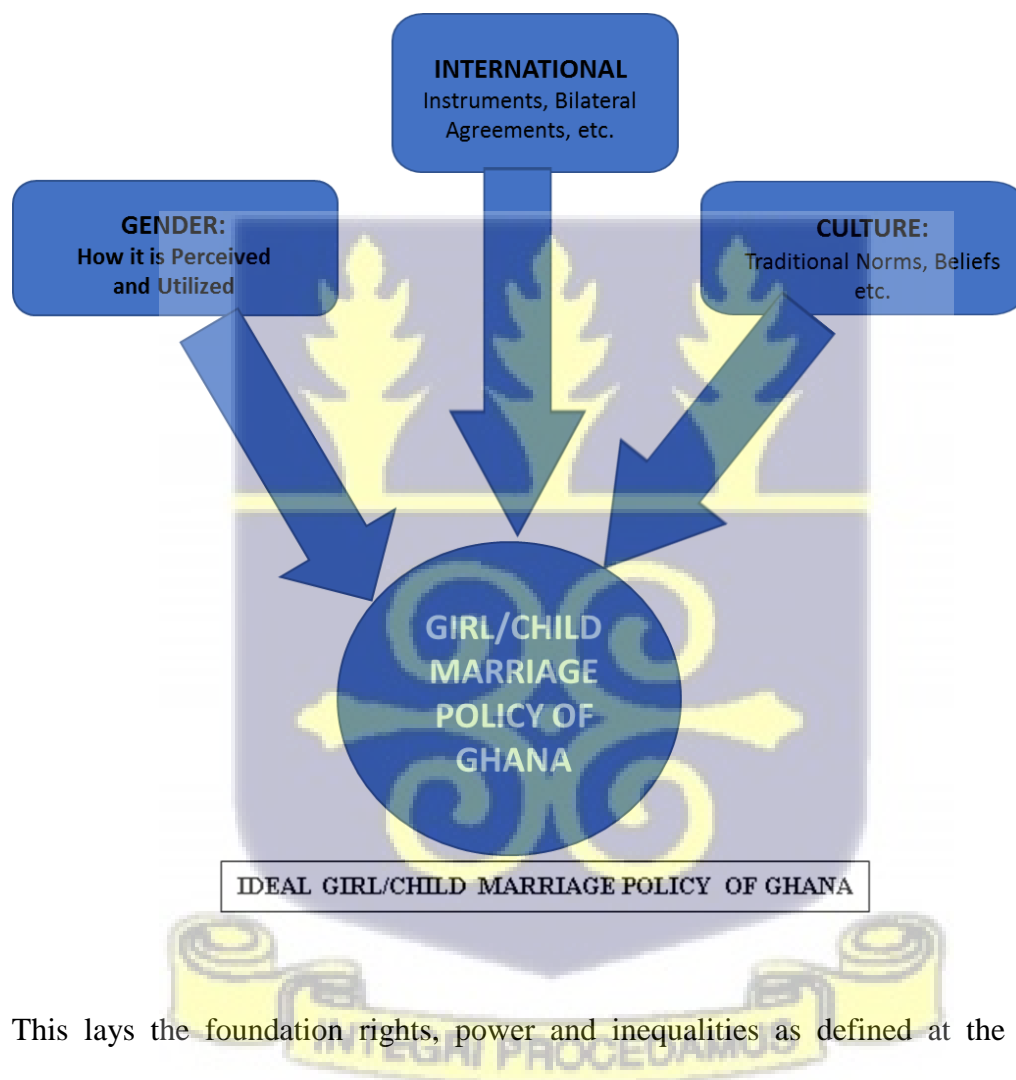 INTERNATIONAL
Instruments, Bilateral
Agreements, etc.
GENDER:
How it is Perceived
and Utilized
CULTURE:
Traditional Norms, Beliefs
etc.
GIRL/CHILD
MARRIAGE
POLICY OF
GHANA
IDEAL GIRL/CHILD MARRIAGE POLICY OF GHANA
This lays the foundation rights, power and inequalities as defined at the
INTEGRI PROCEDAMUS